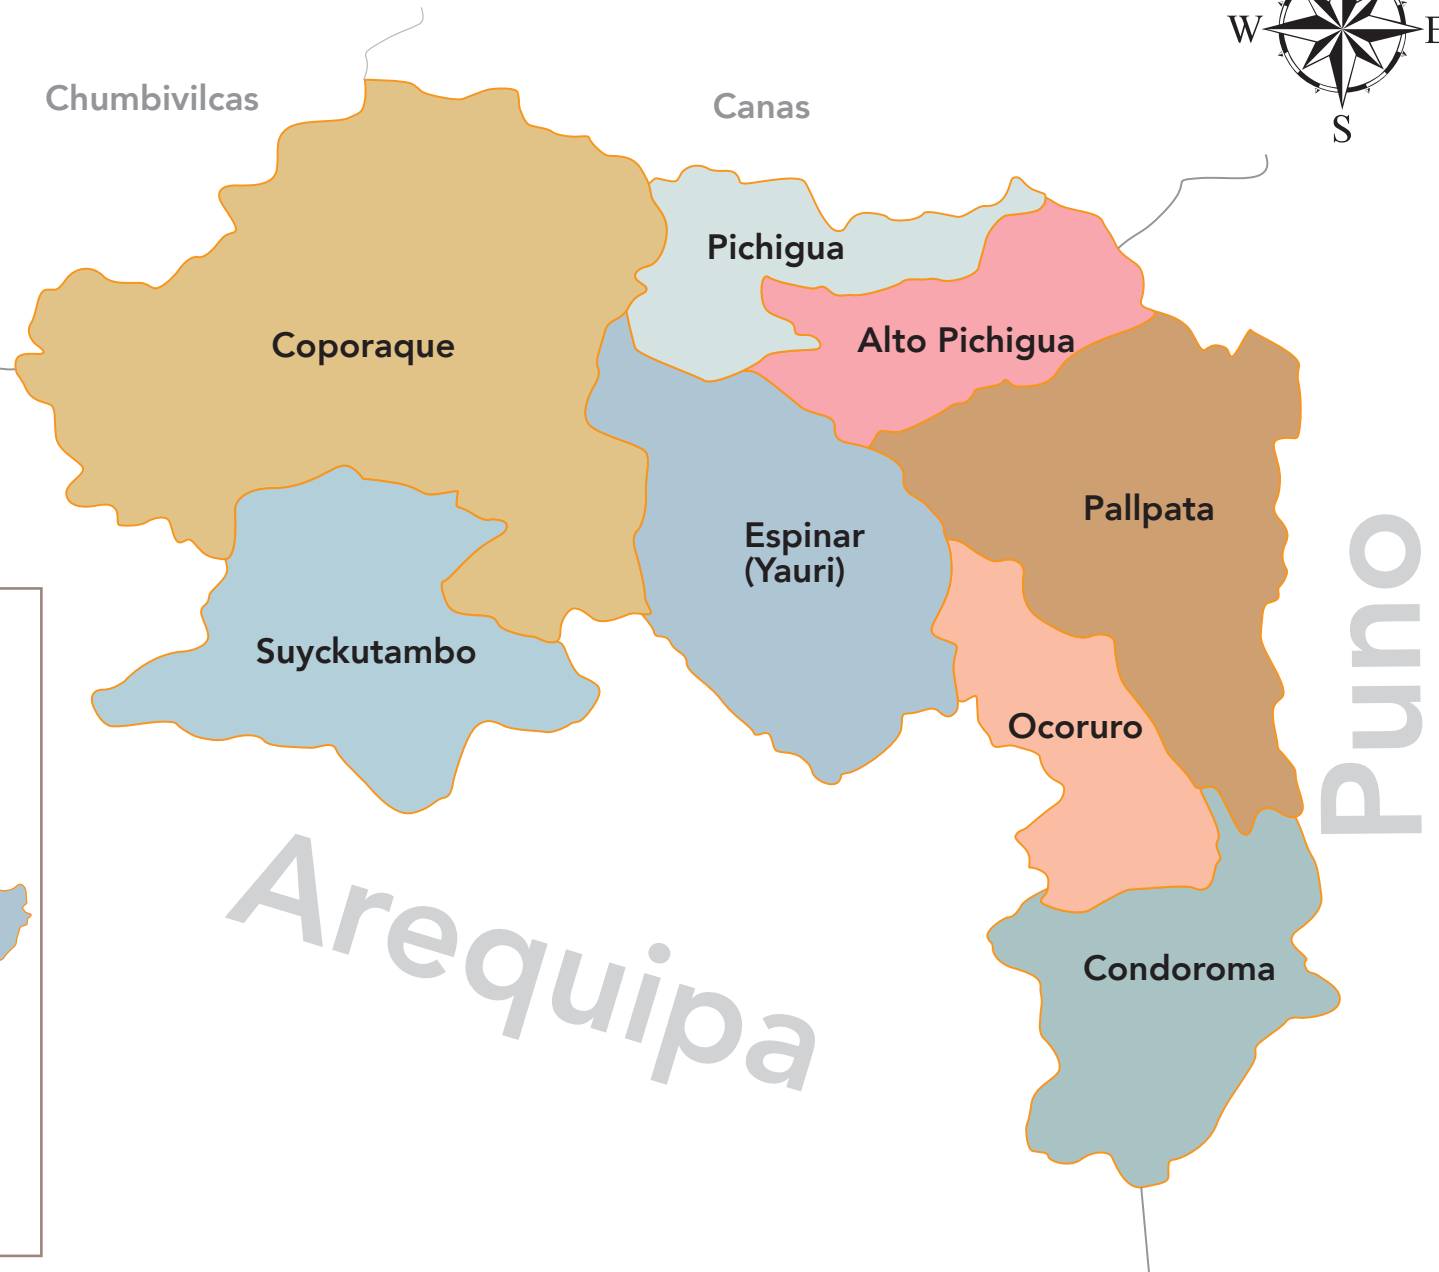 W
E
S
Chumbivilcas
Canas
Pichigua
Coporaque
Alto Pichigua
Pallpata
Espinar
(Yauri)
Suyckutambo
Ocoruro
Puno
Arequipa
Condoroma